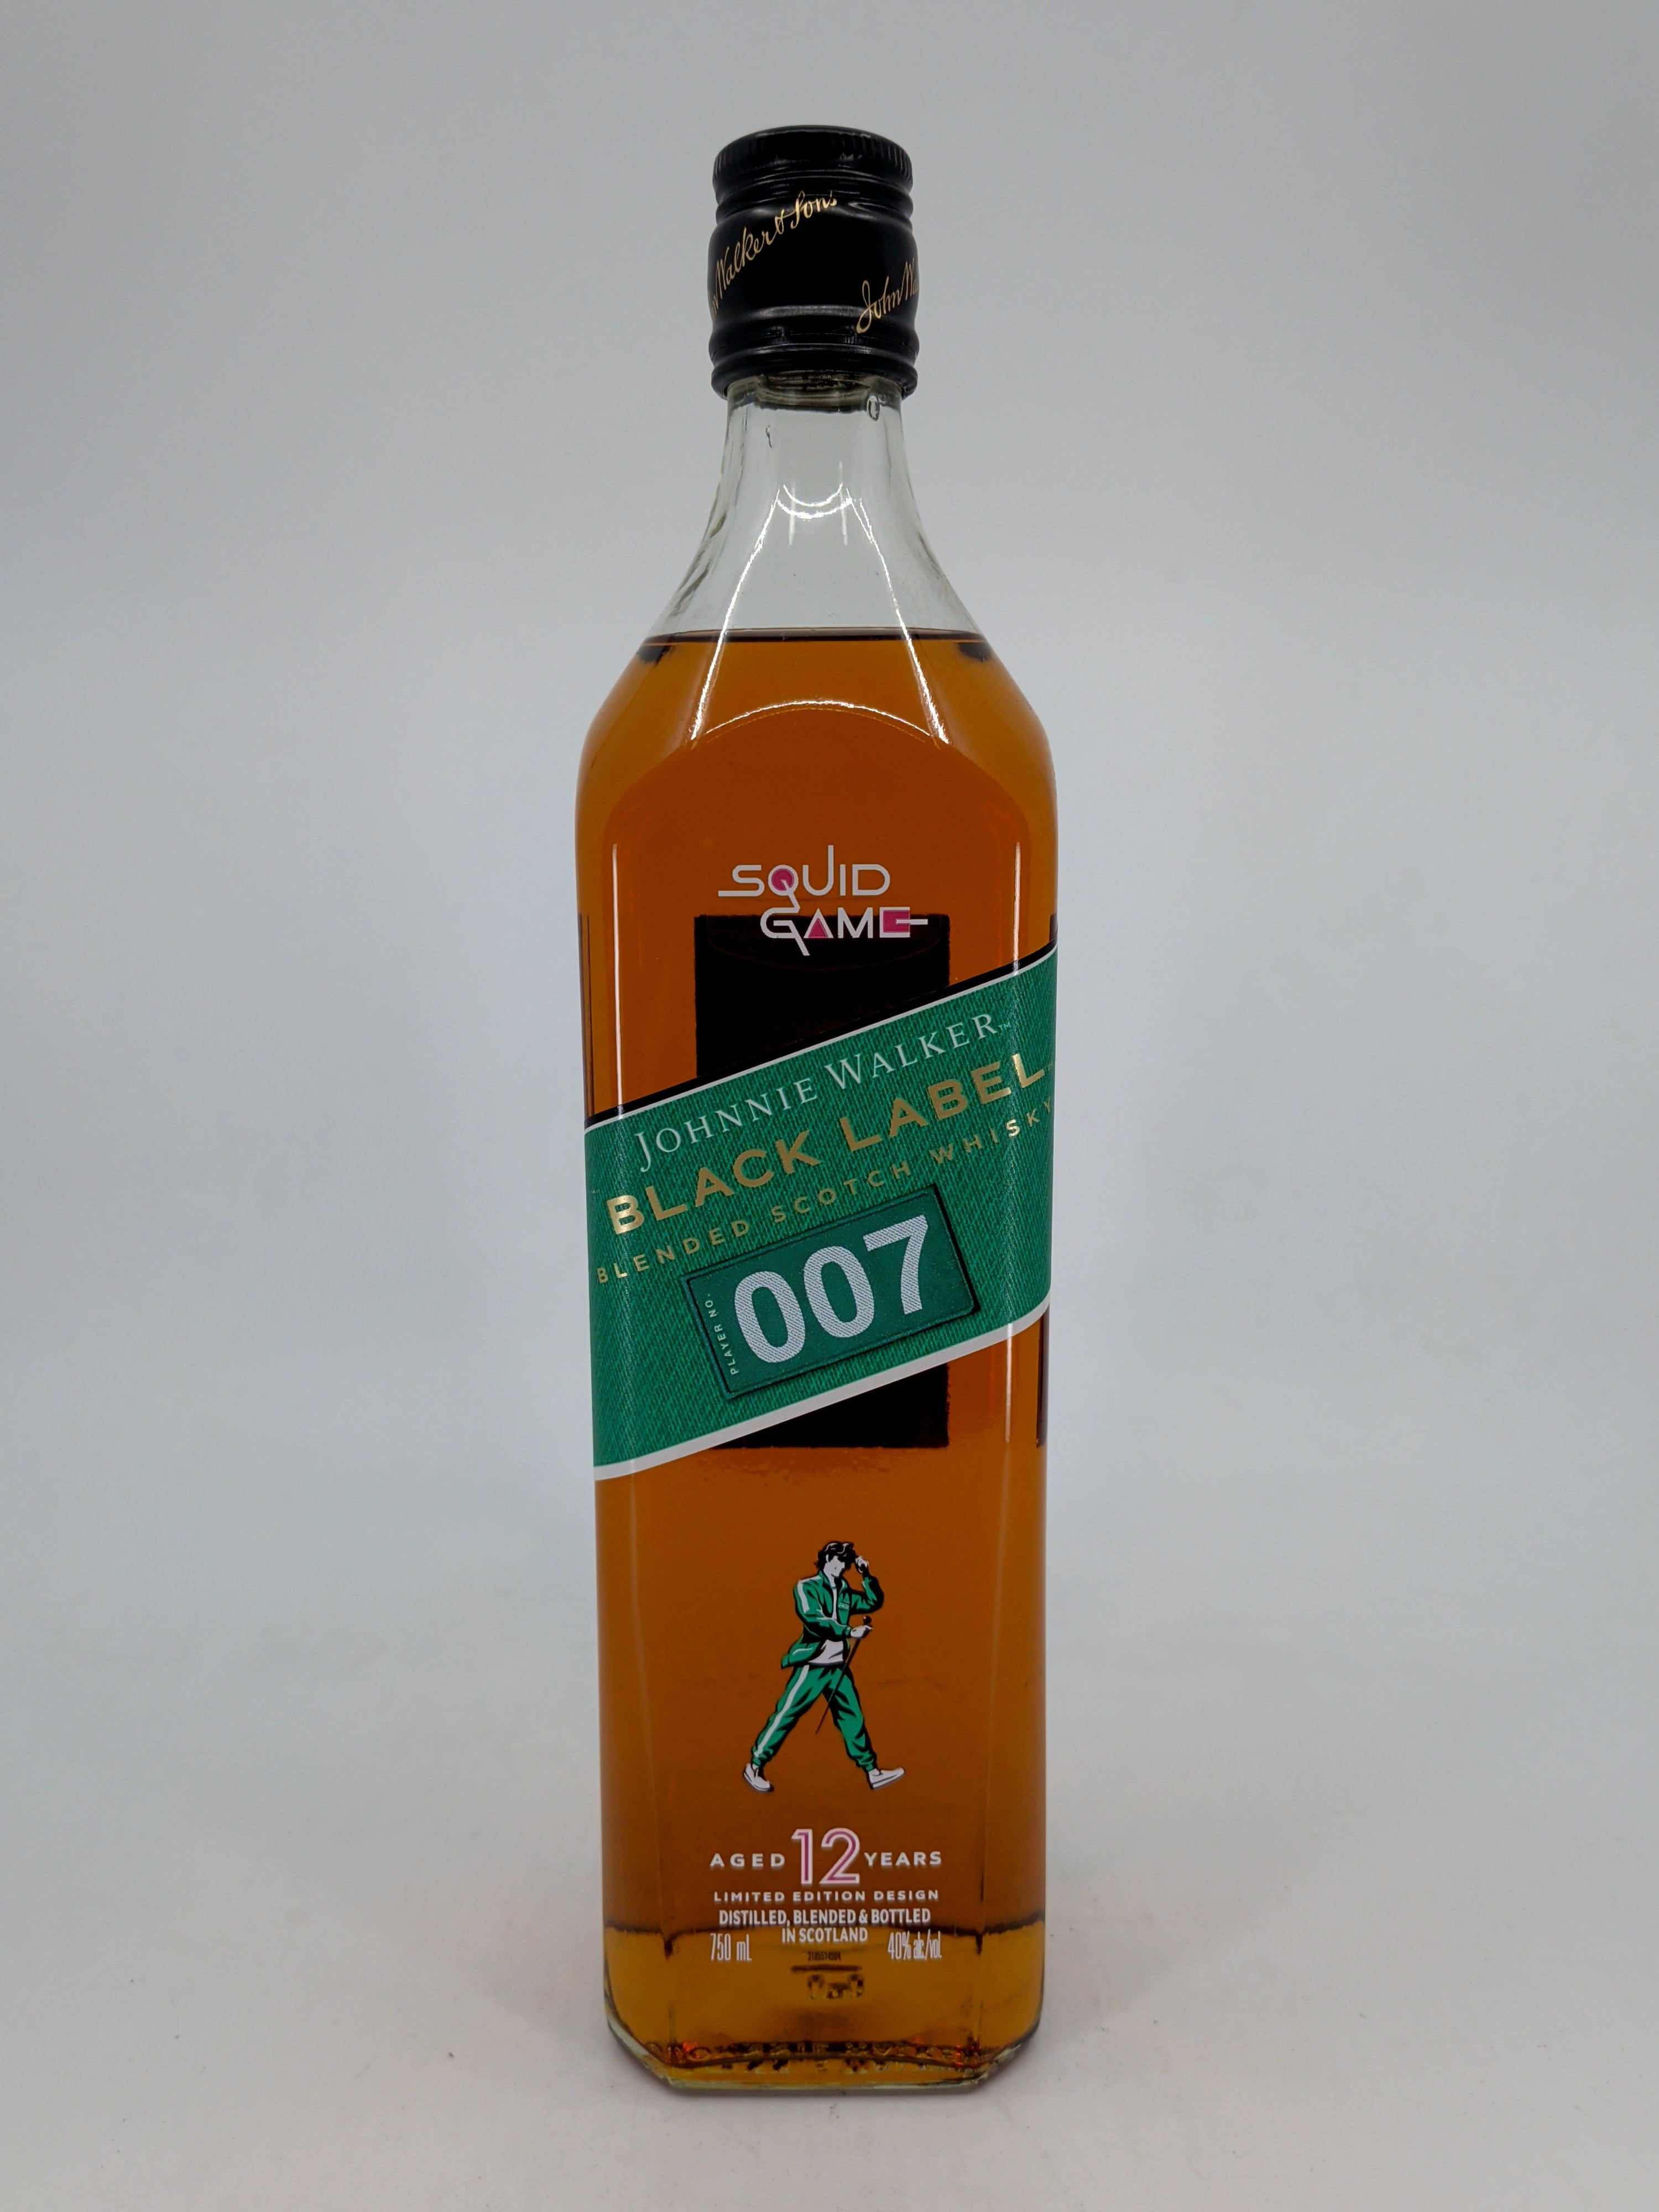 Walker & Sons
John W
SQUID
GAME
JOHNNIE WALKER™
BLACK LABEL
BLENDED SCOTCH WHISKY
PLAYER NO.
007
AGED 12 YEARS
LIMITED EDITION DESIGN
DISTILLED, BLENDED & BOTTLED
IN SCOTLAND
750 mL 40% alc./vol.